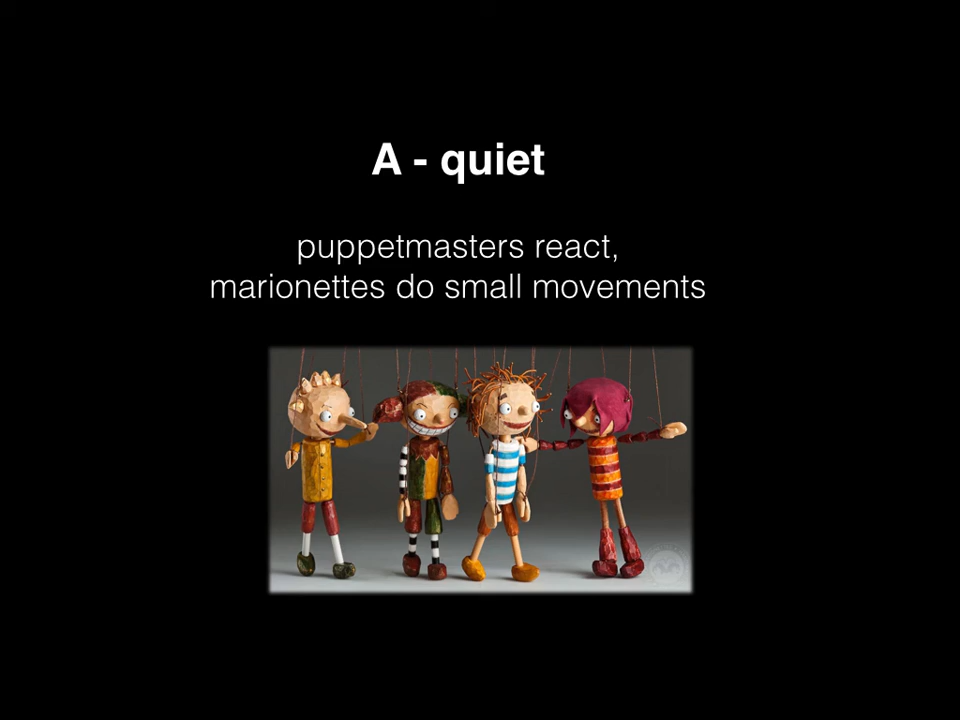 A - quiet
puppetmasters react,
marionettes do small movements